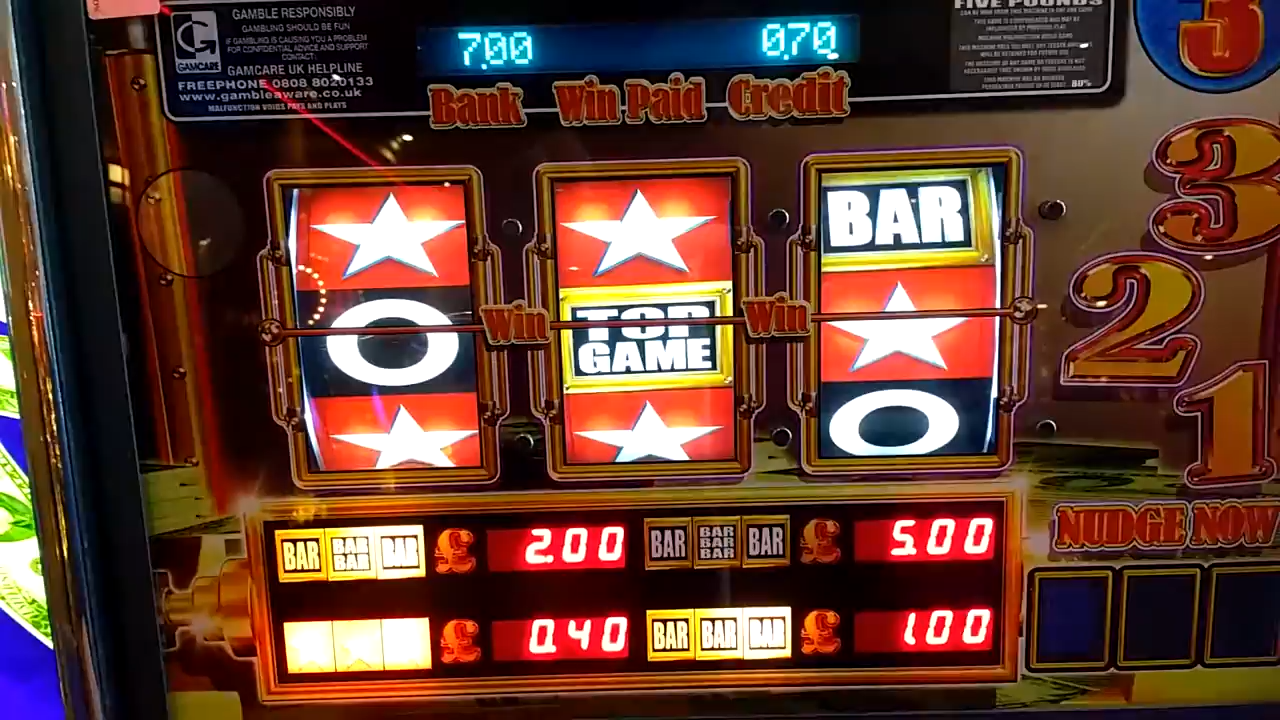 GAMBLE RESPONSIBLY
GAMBLING SHOULD BE FUN
IF GAMBLING IS CAUSING YOU A PROBLEM
FOR CONFIDENTIAL ADVICE AND SUPPORT
CONTACT:
GAMCARE UK HELPLINE
FREEPHONE 0808 8020133
www.gambleaware.co.uk
MALFUNCTION VOIDS PAYS AND PLAYS
G
GAMCARE
7.00
0.70
FIVE POUNDS
80%
Bank
Win Paid
Credit
BAR
TOP
GAME
Win
Win
3
3
2
1
NUDGE NOW
BAR
BAR
BAR
BAR
£
2.00
BAR
BAR
BAR
BAR
BAR
£
5.00
£
0.40
BAR
BAR
BAR
£
1.00